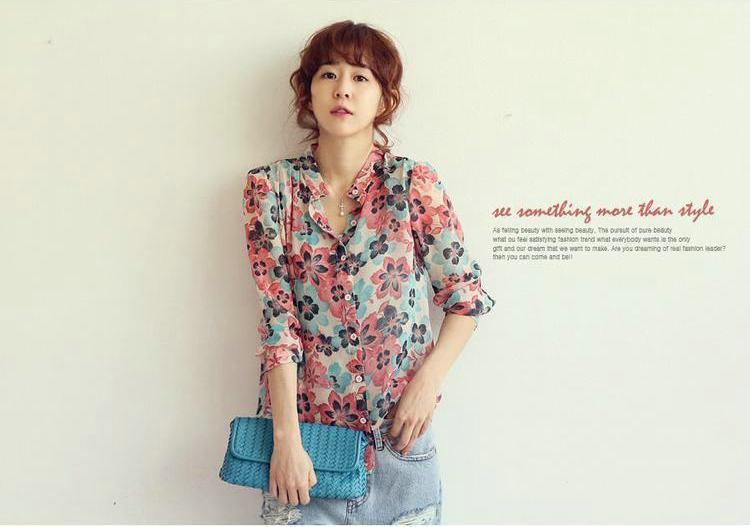 see something more than style
As felling beauty with seeing beauty, The pursuit of pure beauty
what ou feel satisfying fashion trend what everybody wants is the only
gift and our dream that we want to make. Are you dreaming of real fashion leader?
then you can come and be!!